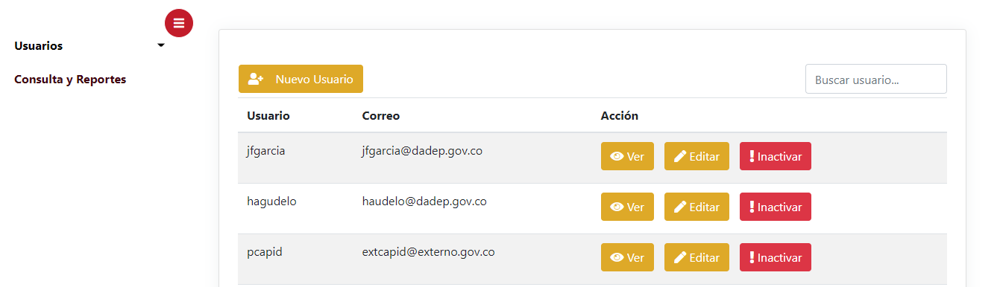 Usuarios
Consulta y Reportes
Nuevo Usuario
Buscar usuario...
Usuario Correo Acción
jfgarcia jfgarcia@dadep.gov.co Ver Editar Inactivar
hagudelo haudelo@dadep.gov.co Ver Editar Inactivar
pcapid extcapid@externo.gov.co Ver Editar Inactivar